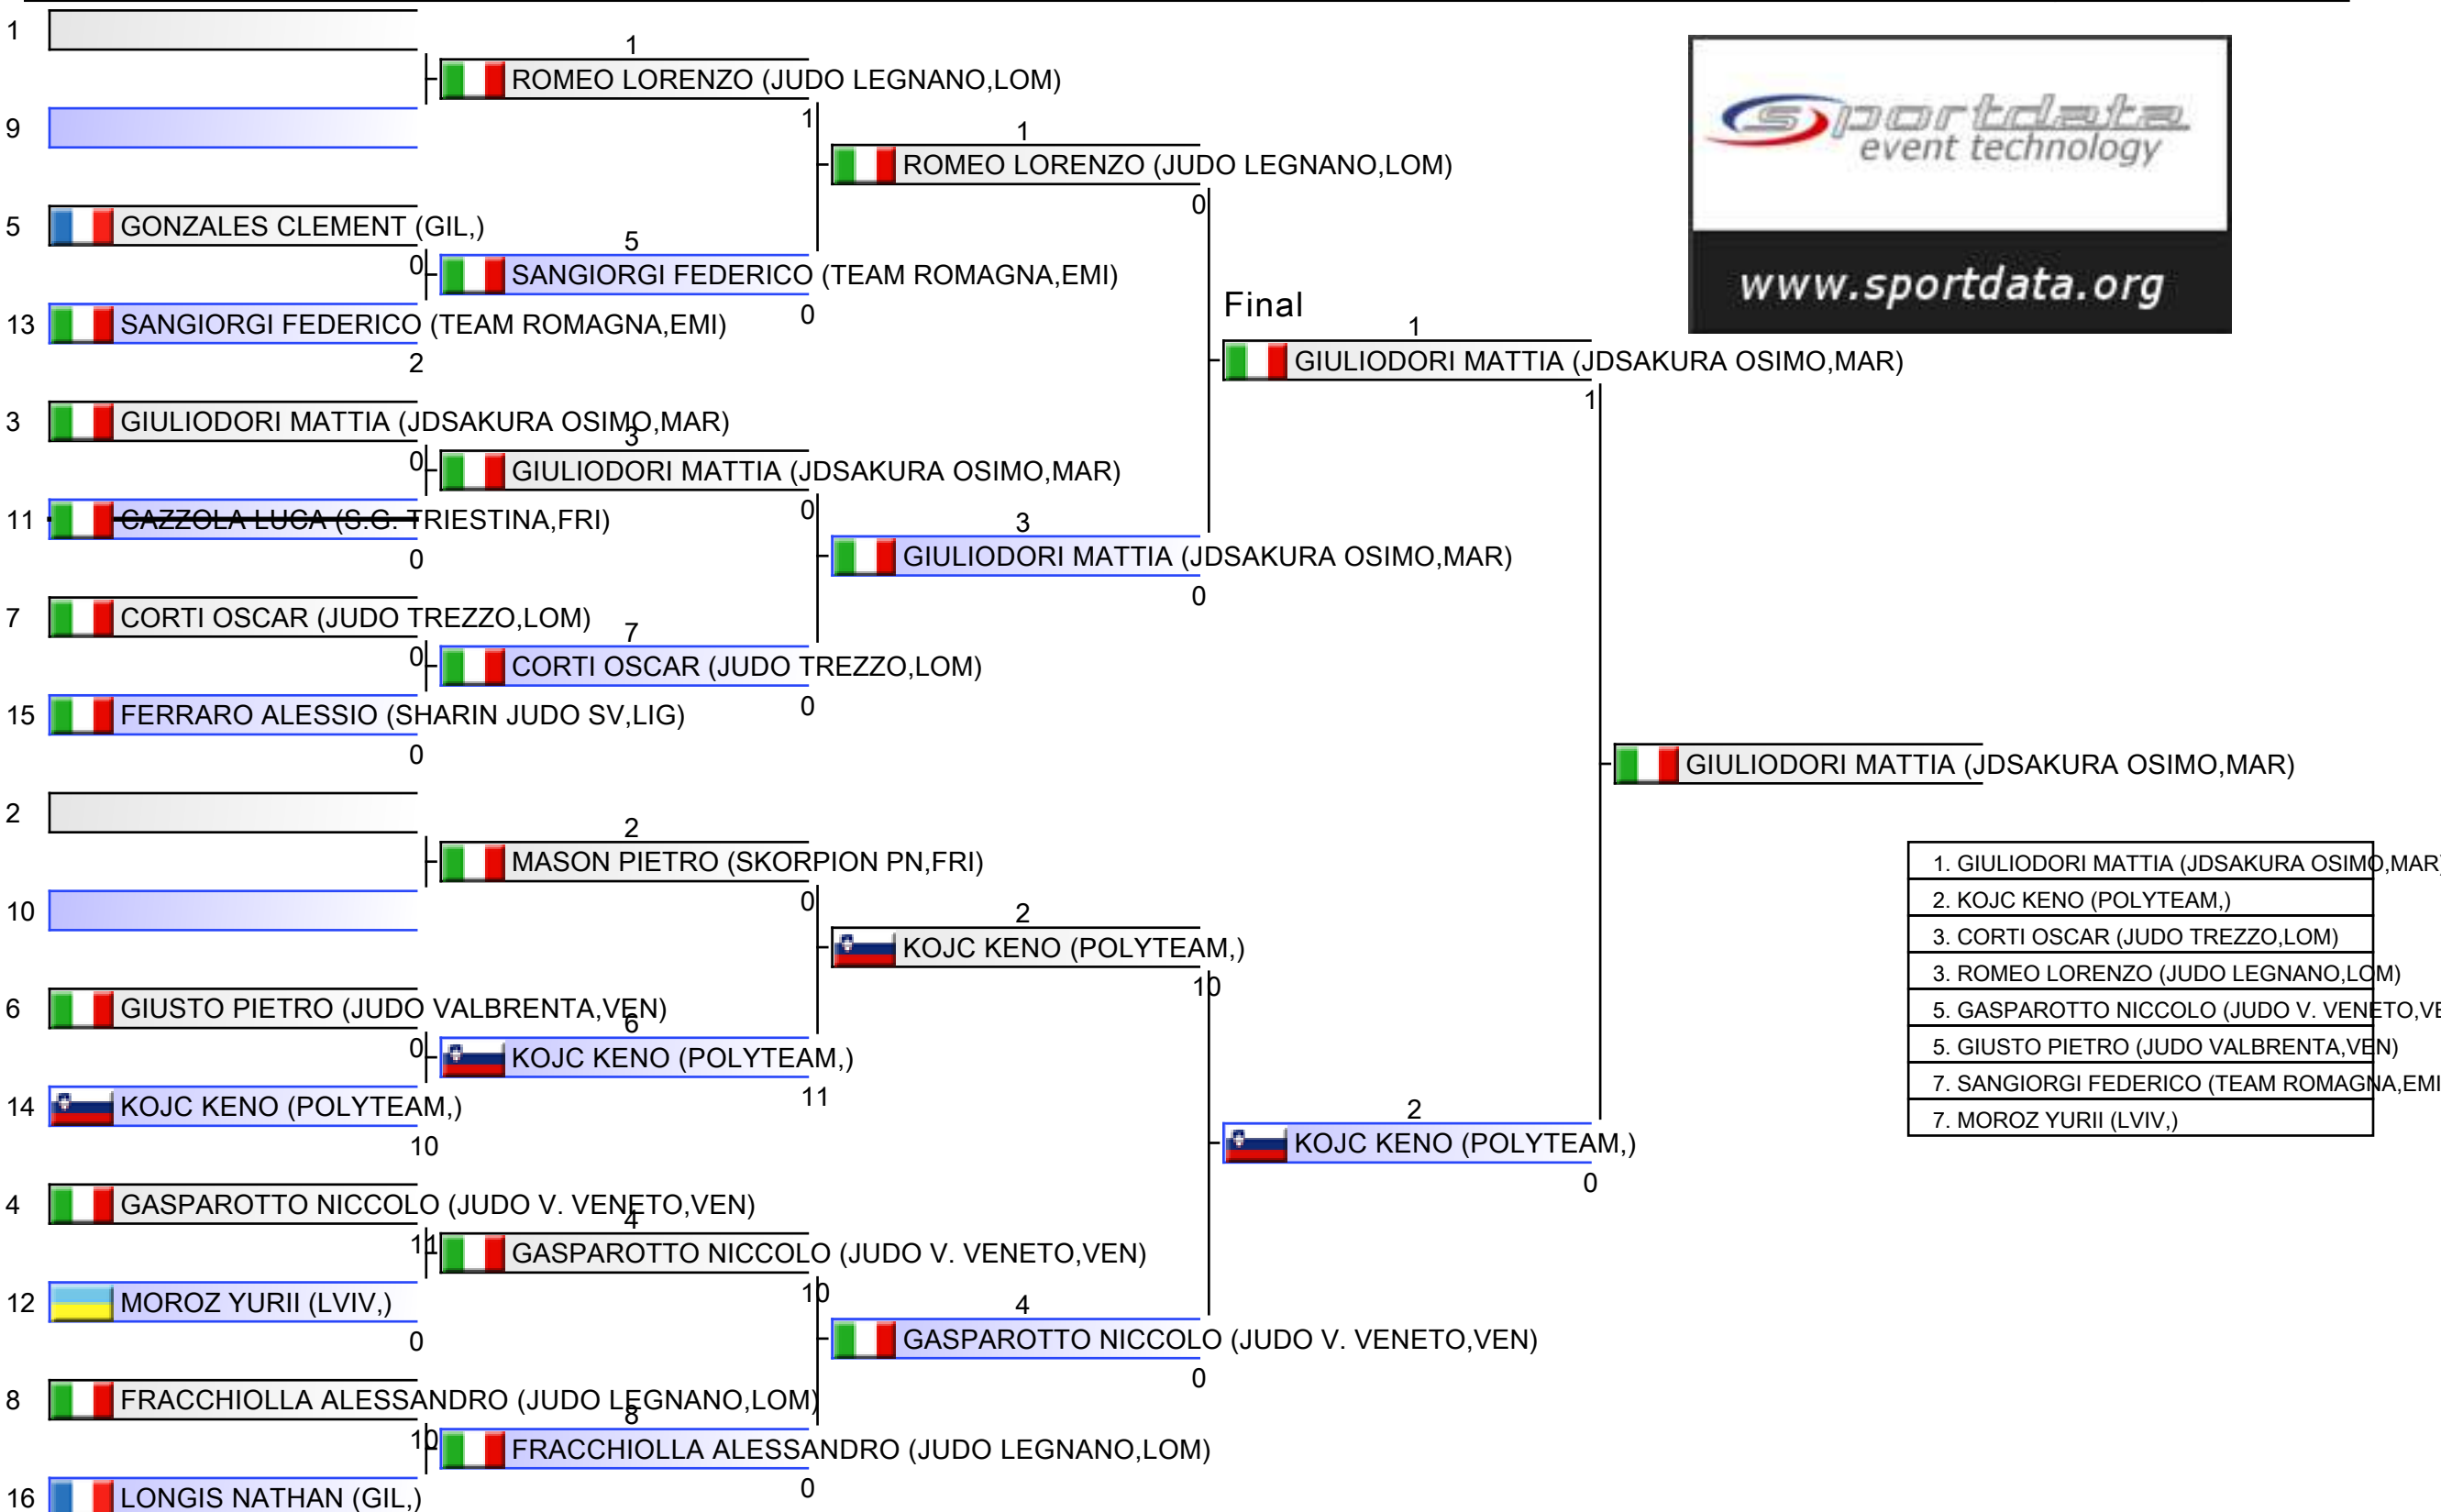 1
1
ROMEO LORENZO (JUDO LEGNANO,LOM)
9
1
1
ROMEO LORENZO (JUDO LEGNANO,LOM)
0
sportdata
event technology
www.sportdata.org
5 GONZALES CLEMENT (GIL,)
0
5
SANGIORGI FEDERICO (TEAM ROMAGNA,EMI)
0
13 SANGIORGI FEDERICO (TEAM ROMAGNA,EMI)
2
Final
1
GIULIODORI MATTIA (JDSAKURA OSIMO,MAR)
1
3 GIULIODORI MATTIA (JDSAKURA OSIMO,MAR)
0
3
GIULIODORI MATTIA (JDSAKURA OSIMO,MAR)
0
11 CAZZOLA LUCA (S.G. TRIESTINA,FRI)
0
3
GIULIODORI MATTIA (JDSAKURA OSIMO,MAR)
0
7 CORTI OSCAR (JUDO TREZZO,LOM)
0
7
CORTI OSCAR (JUDO TREZZO,LOM)
0
15 FERRARO ALESSIO (SHARIN JUDO SV,LIG)
0
GIULIODORI MATTIA (JDSAKURA OSIMO,MAR)
2
2
MASON PIETRO (SKORPION PN,FRI)
0
10
2
KOJC KENO (POLYTEAM,)
10
6 GIUSTO PIETRO (JUDO VALBRENTA,VEN)
0
6
KOJC KENO (POLYTEAM,)
11
14 KOJC KENO (POLYTEAM,)
10
2
KOJC KENO (POLYTEAM,)
0
4 GASPAROTTO NICCOLO (JUDO V. VENETO,VEN)
11
4
GASPAROTTO NICCOLO (JUDO V. VENETO,VEN)
10
12 MOROZ YURII (LVIV,)
0
4
GASPAROTTO NICCOLO (JUDO V. VENETO,VEN)
0
8 FRACCHIOLLA ALESSANDRO (JUDO LEGNANO,LOM)
10
8
FRACCHIOLLA ALESSANDRO (JUDO LEGNANO,LOM)
0
16 LONGIS NATHAN (GIL,)
1. GIULIODORI MATTIA (JDSAKURA OSIMO,MAR)
2. KOJC KENO (POLYTEAM,)
3. CORTI OSCAR (JUDO TREZZO,LOM)
3. ROMEO LORENZO (JUDO LEGNANO,LOM)
5. GASPAROTTO NICCOLO (JUDO V. VENETO,VE
5. GIUSTO PIETRO (JUDO VALBRENTA,VEN)
7. SANGIORGI FEDERICO (TEAM ROMAGNA,EMI
7. MOROZ YURII (LVIV,)